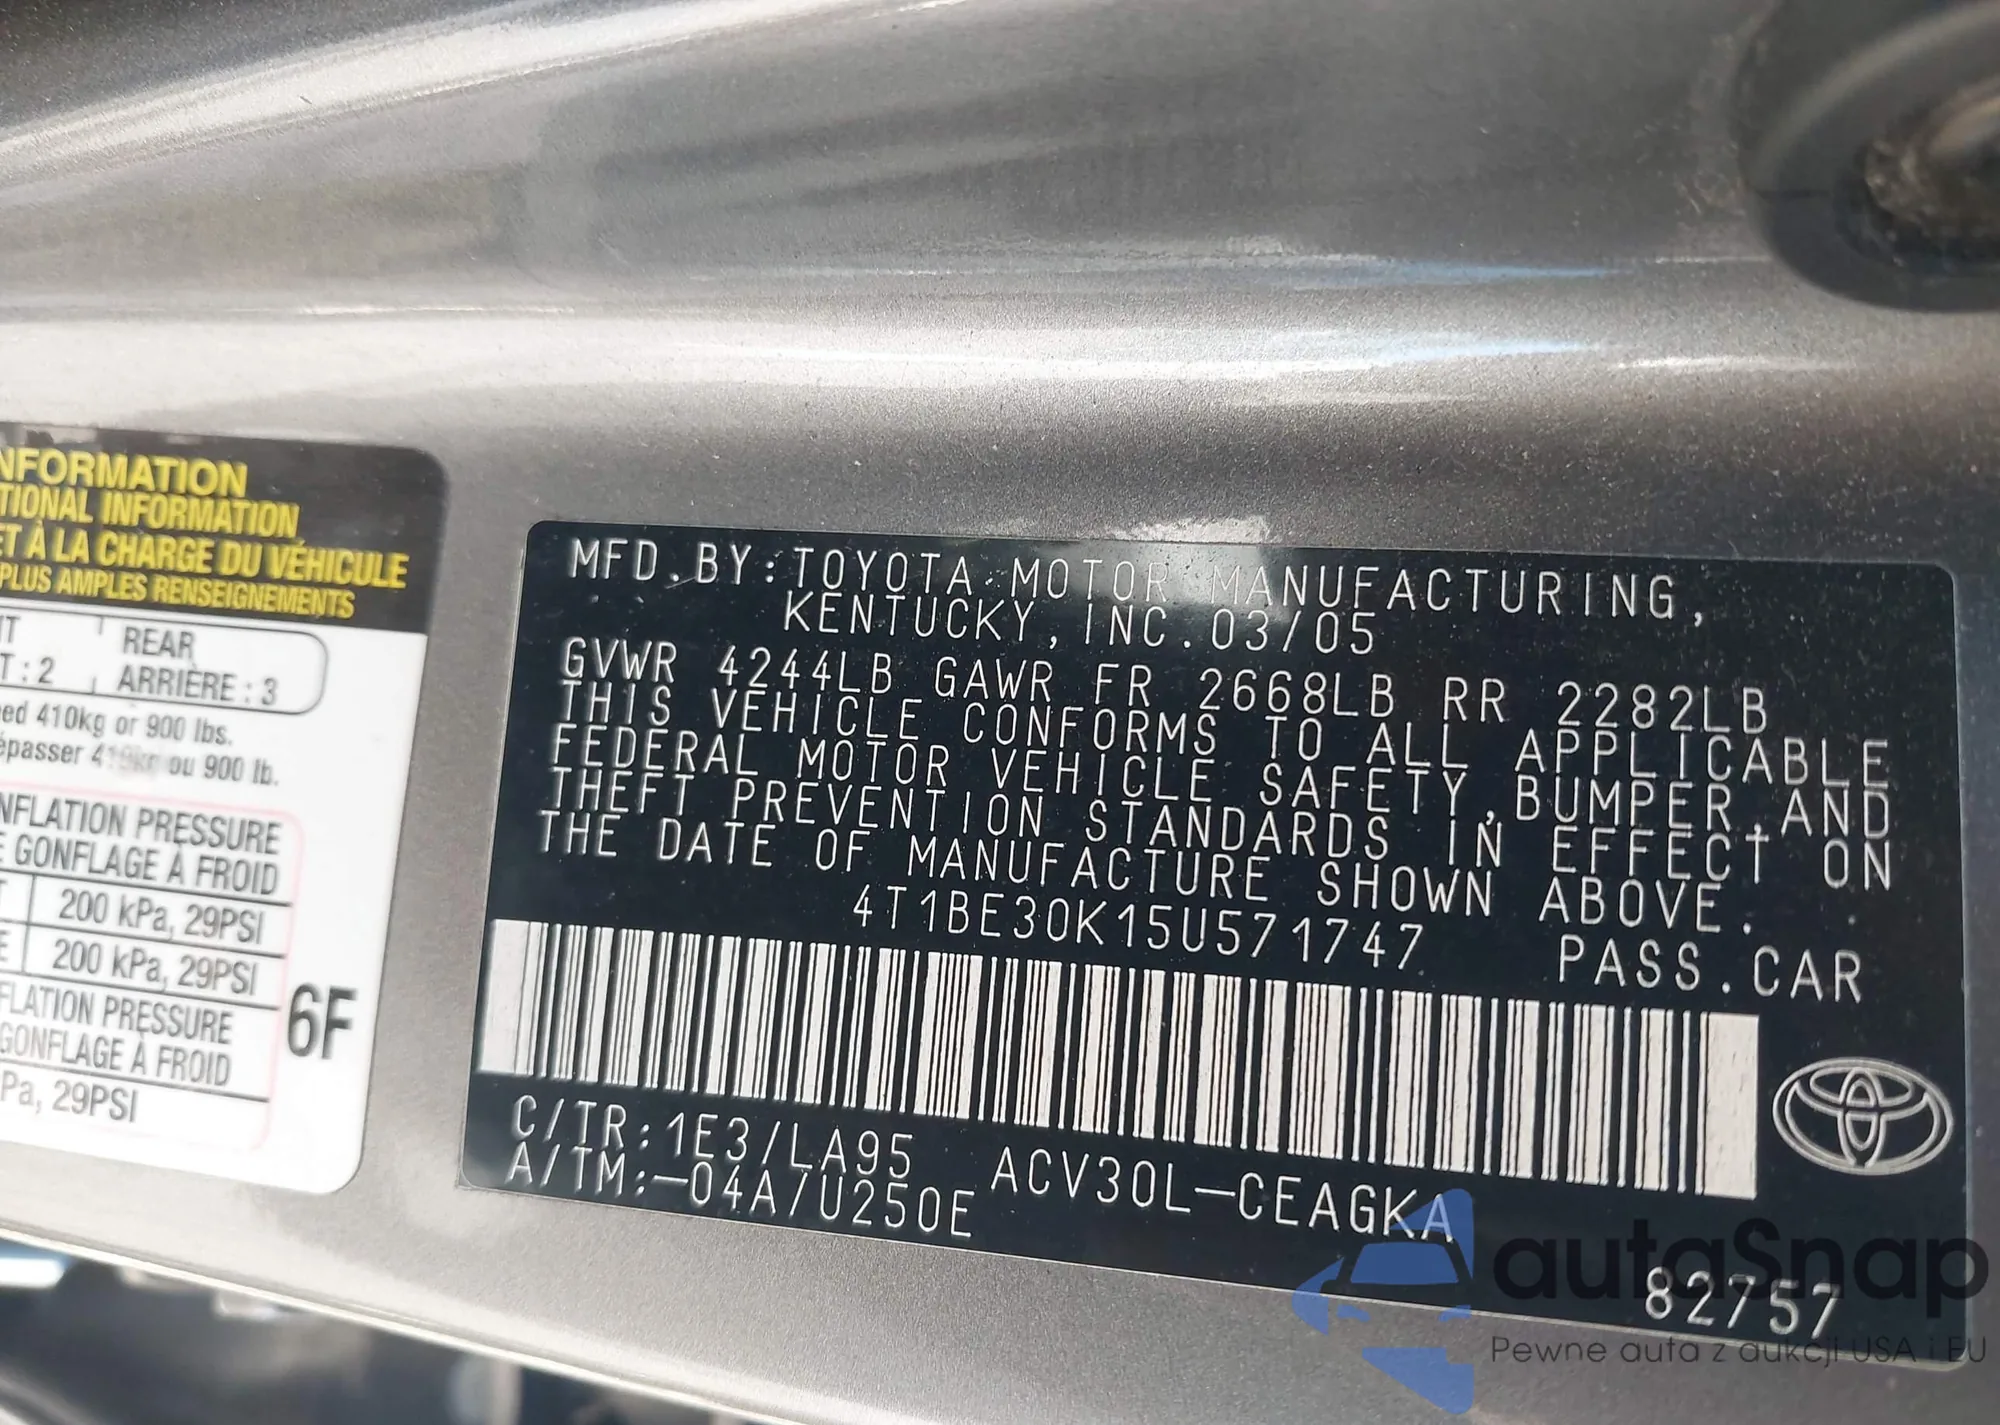 NFORMATION
TIONAL INFORMATION
ET À LA CHARGE DU VÉHICULE
PLUS AMPLES RENSEIGNEMENTS
REAR
T : 2
ARRIÈRE : 3
ed 410kg or 900 lbs.
épasser 410kg ou 900 lb.
NFLATION PRESSURE
E GONFLAGE À FROID
T 200 kPa, 29PSI
E 200 kPa, 29PSI
FLATION PRESSURE
GONFLAGE À FROID
Pa, 29PSI
6F
MFD.BY:TOYOTA MOTOR MANUFACTURING,
KENTUCKY,INC.03/05
GVWR 4244LB GAWR FR 2668LB RR 2282LB
THIS VEHICLE CONFORMS TO ALL APPLICABLE
FEDERAL MOTOR VEHICLE SAFETY,BUMPER,AND
THEFT PREVENTION STANDARDS IN EFFECT ON
THE DATE OF MANUFACTURE SHOWN ABOVE.
4T1BE30K15U571747 PASS.CAR
C/TR:1E3/LA95 ACV30L-CEAGKA
A/TM:-04A/U250E
82757
autaSnap
Pewne auta z aukcji USA i EU